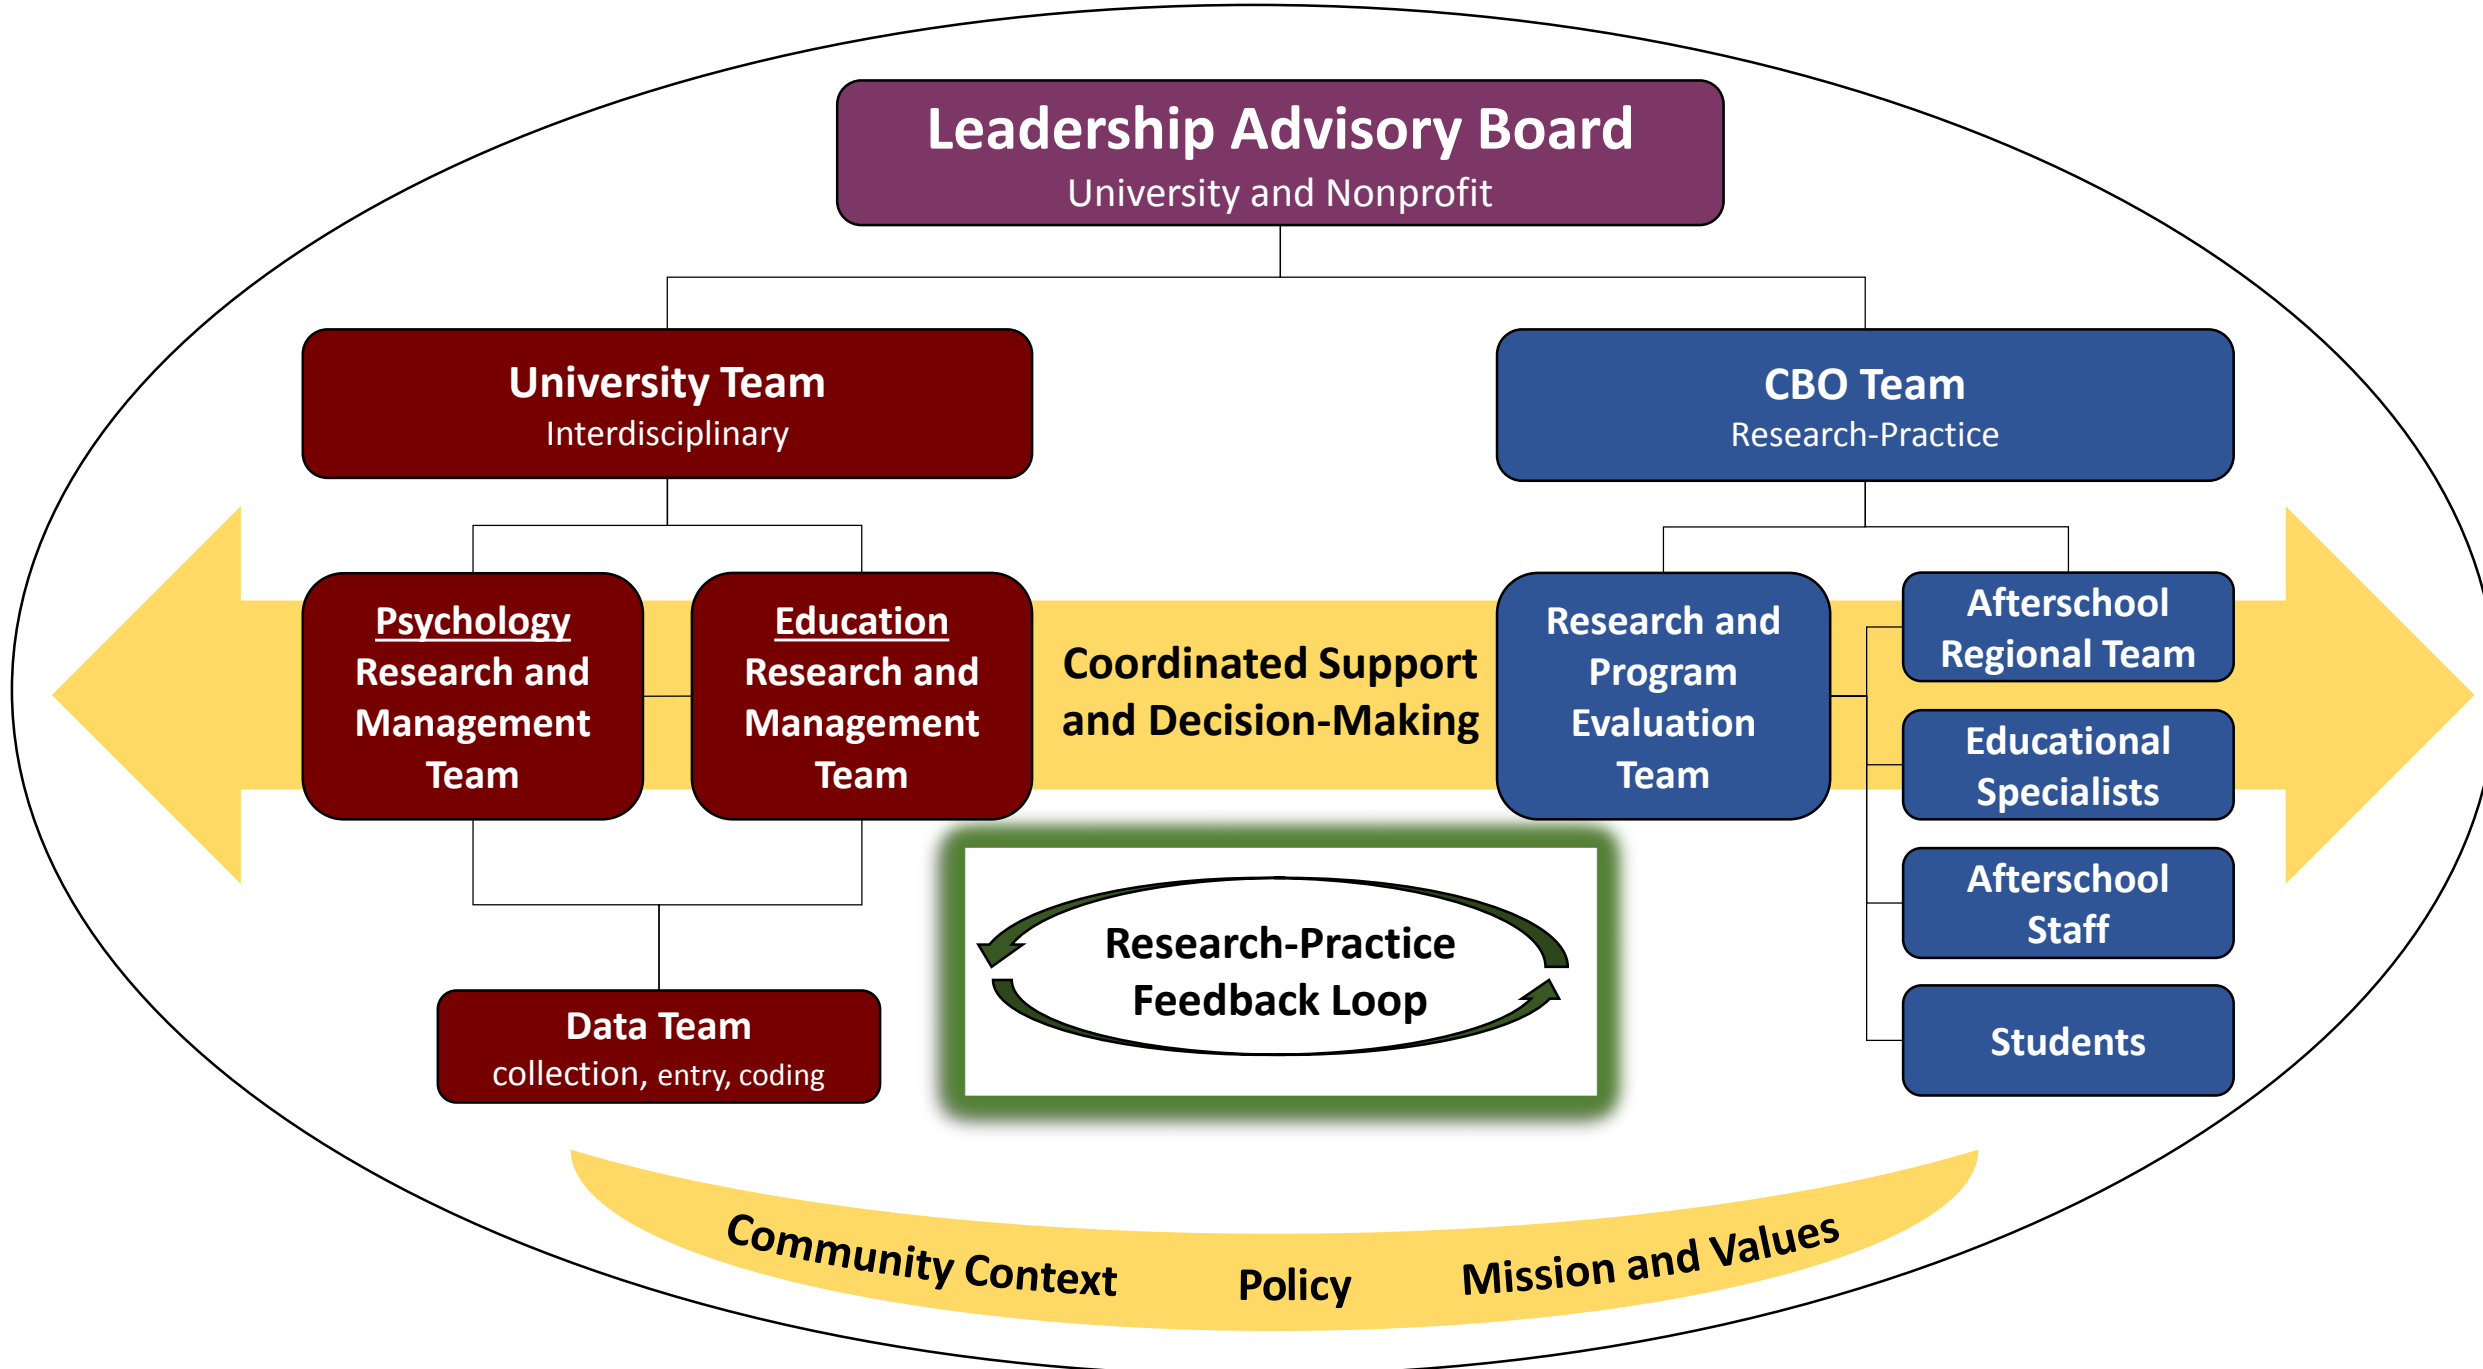 Leadership Advisory Board
University and Nonprofit
University Team
Interdisciplinary
CBO Team
Research-Practice
Psychology
Research and
Management
Team
Education
Research and
Management
Team
Coordinated Support
and Decision-Making
Research and
Program
Evaluation
Team
Afterschool
Regional Team
Educational
Specialists
Afterschool
Staff
Students
Research-Practice
Feedback Loop
Data Team
collection, entry, coding
Community Context
Policy
Mission and Values